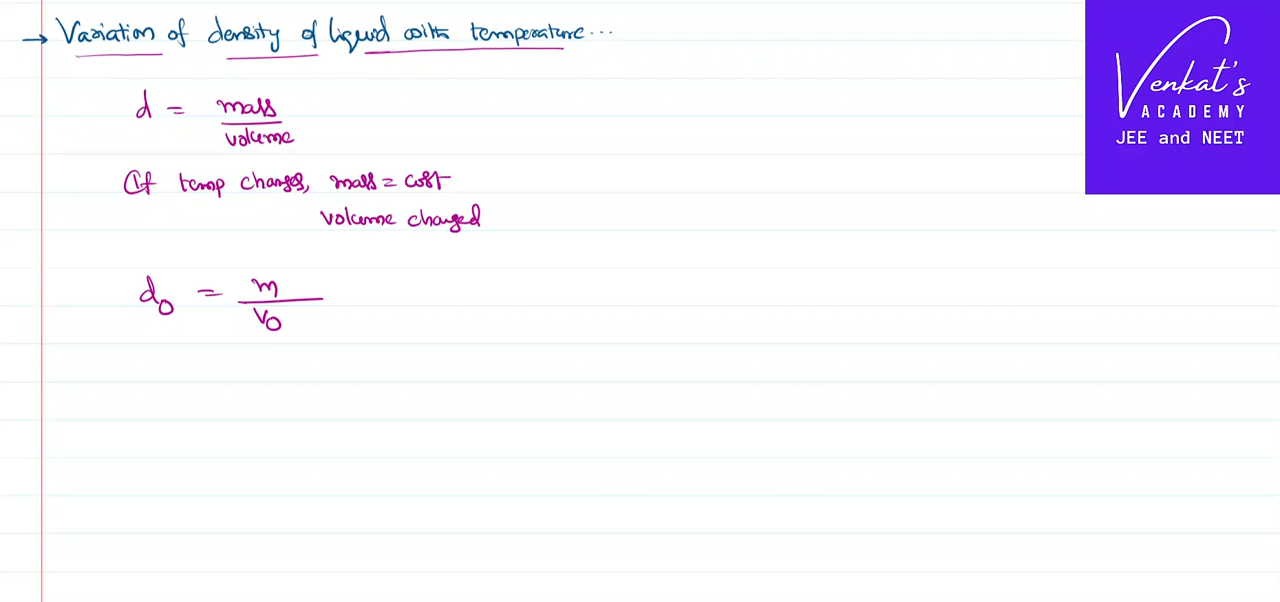 → Variation of density of liquid with temperature...
d = mass
volume
If temp changes, mass = cost
volume changed
d0 = m
V0
Venkat's
ACADEMY
JEE and NEET